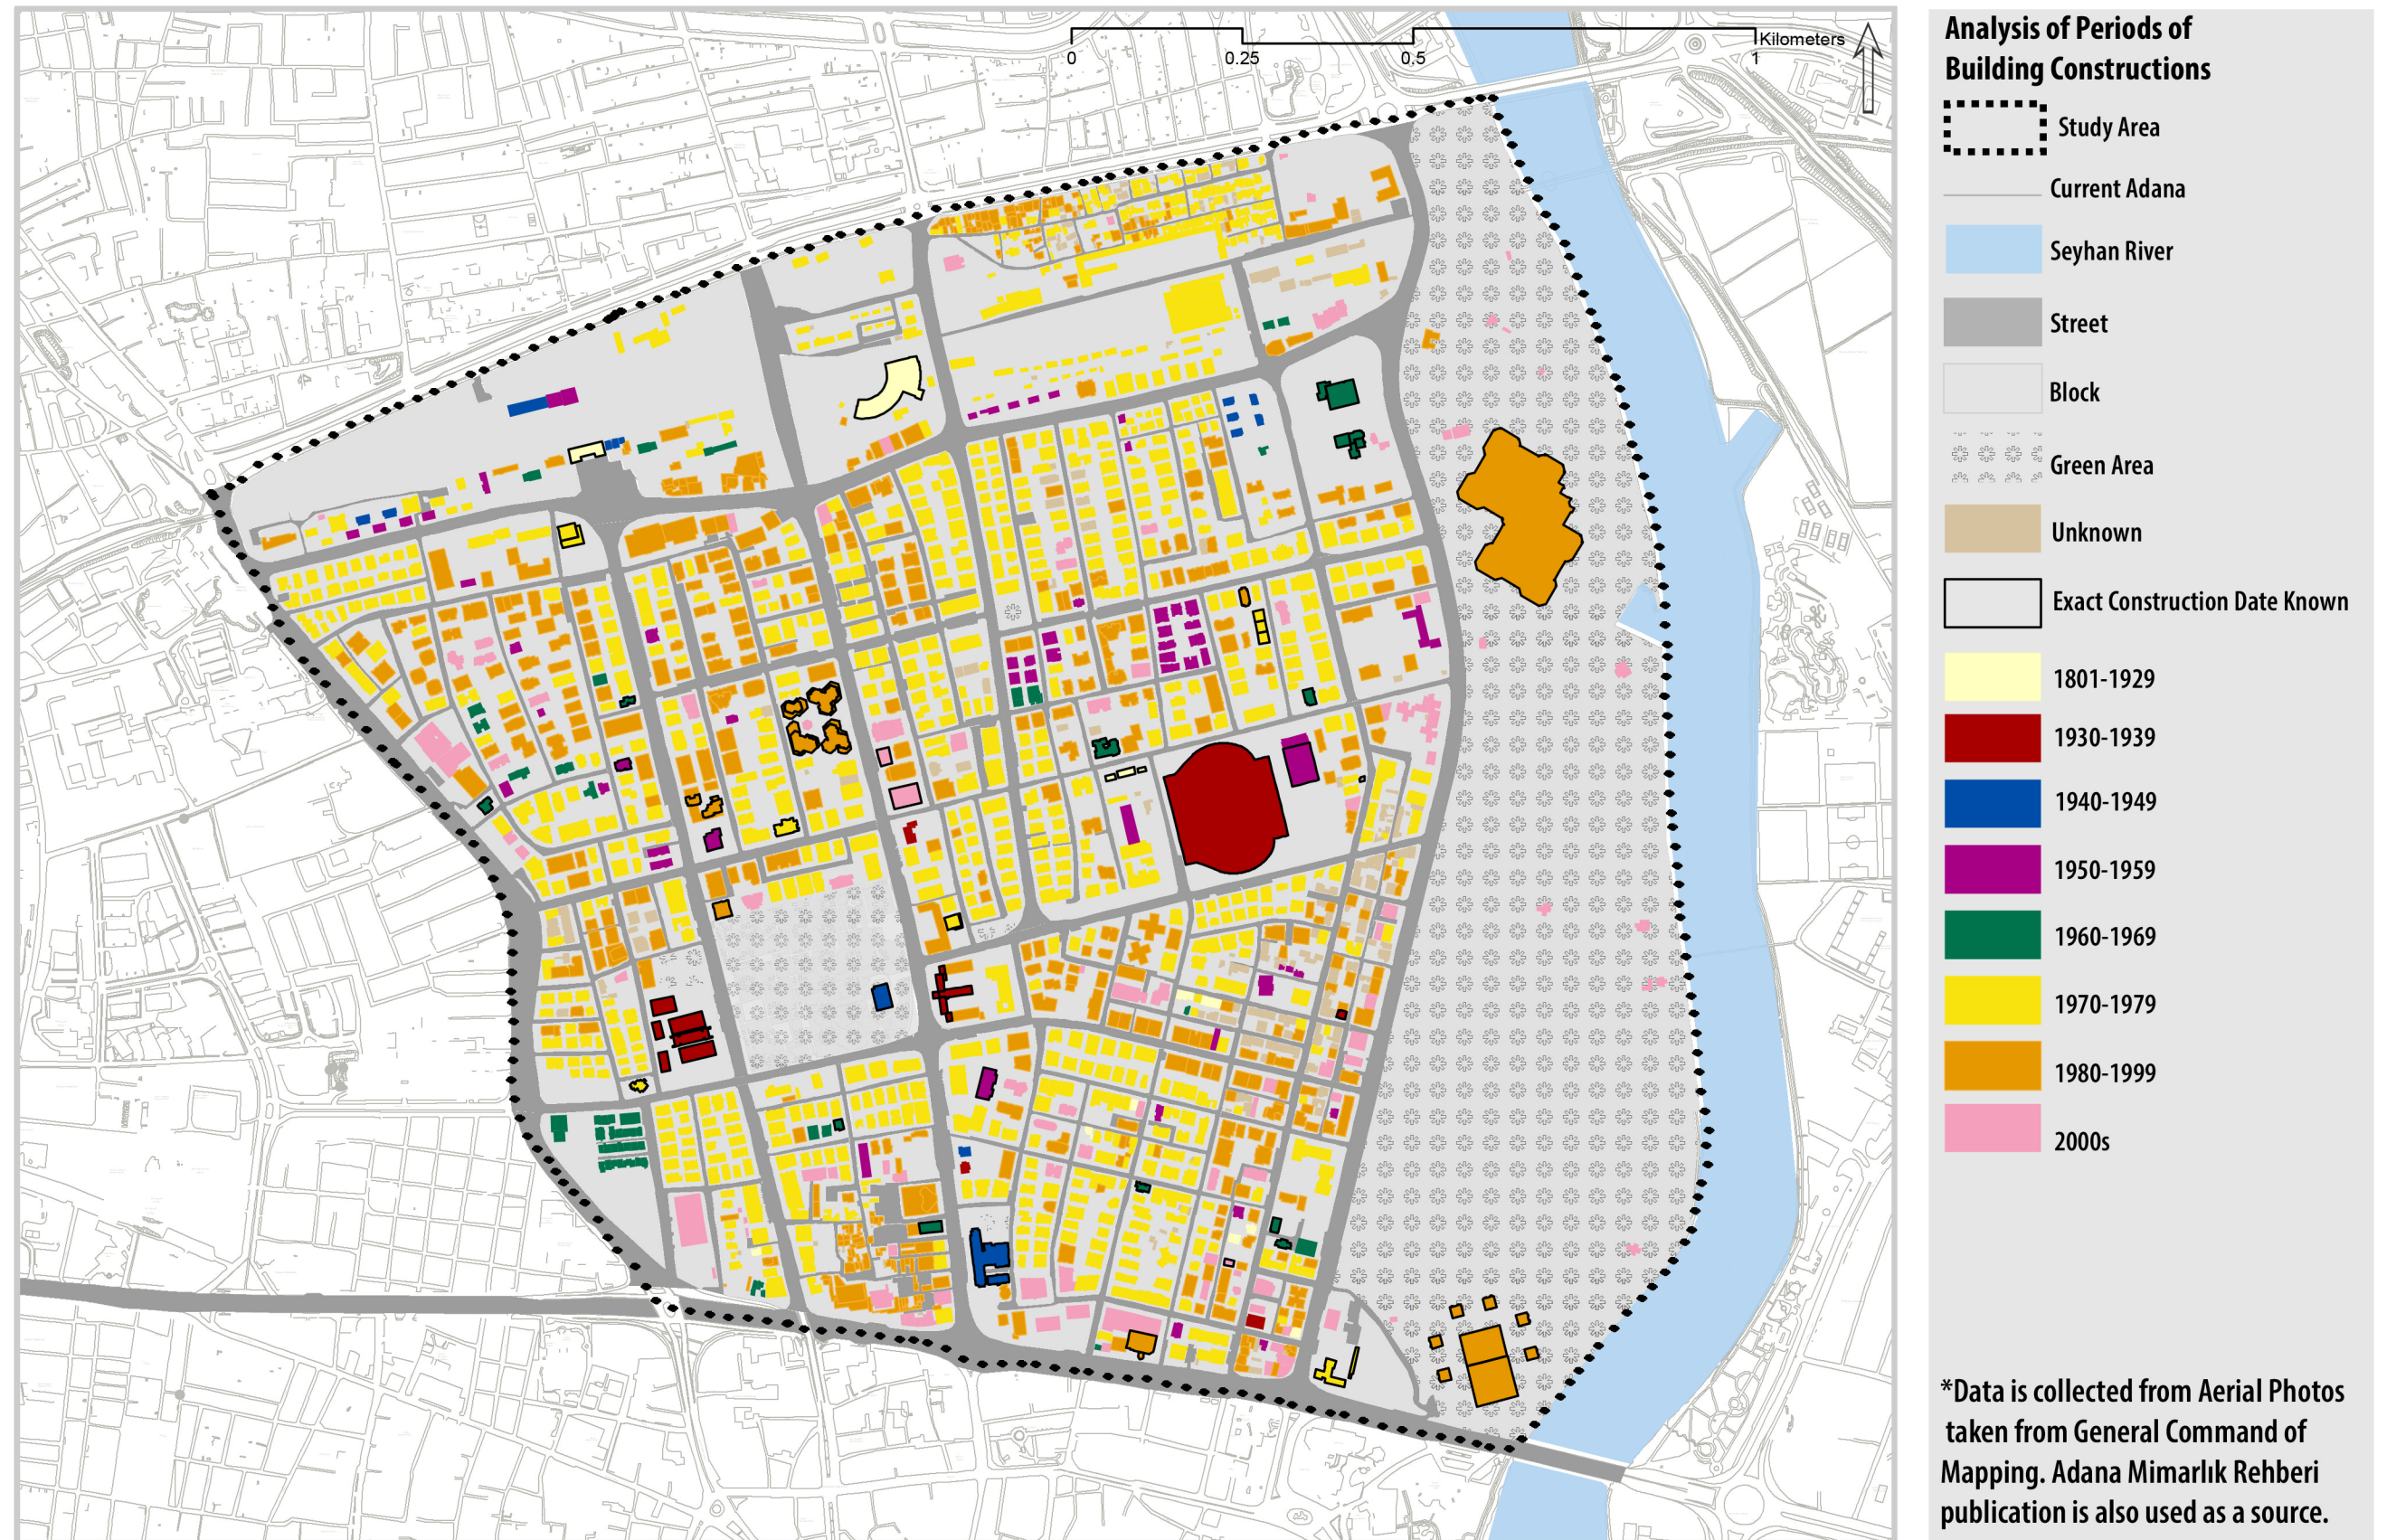 0
0.25
0.5
1
Kilometers
Analysis of Periods of
Building Constructions
Study Area
Current Adana
Seyhan River
Street
Block
Green Area
Unknown
Exact Construction Date Known
1801-1929
1930-1939
1940-1949
1950-1959
1960-1969
1970-1979
1980-1999
2000s
*Data is collected from Aerial Photos
taken from General Command of
Mapping. Adana Mimarlık Rehberi
publication is also used as a source.